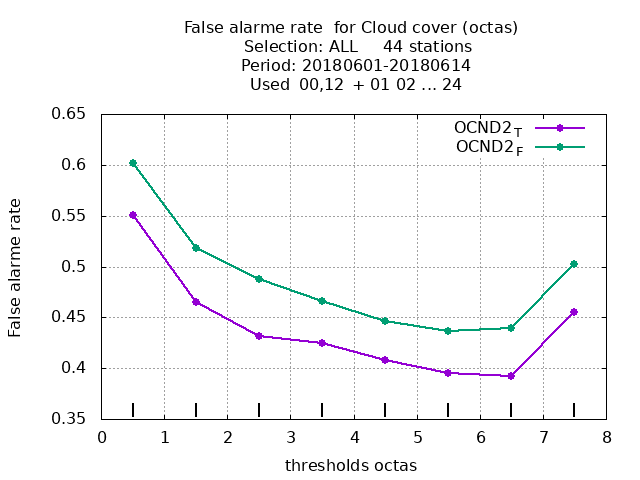 False alarme rate  for Cloud cover (octas)
Selection: ALL     44 stations
Period: 20180601-20180614
Used  00,12  + 01 02 ... 24
OCND2_T
OCND2_F
False alarme rate
0.65
0.6
0.55
0.5
0.45
0.4
0.35
0 1 2 3 4 5 6 7 8
thresholds octas